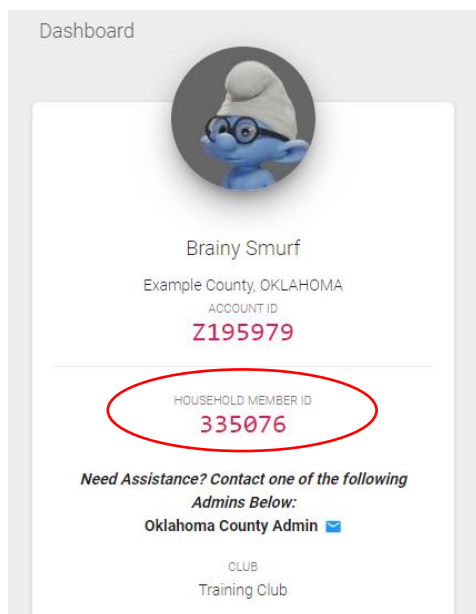 Dashboard
Brainy Smurf
Example County, OKLAHOMA
ACCOUNT ID
Z195979
HOUSEHOLD MEMBER ID
335076
Need Assistance? Contact one of the following
Admins Below:
Oklahoma County Admin
CLUB
Training Club